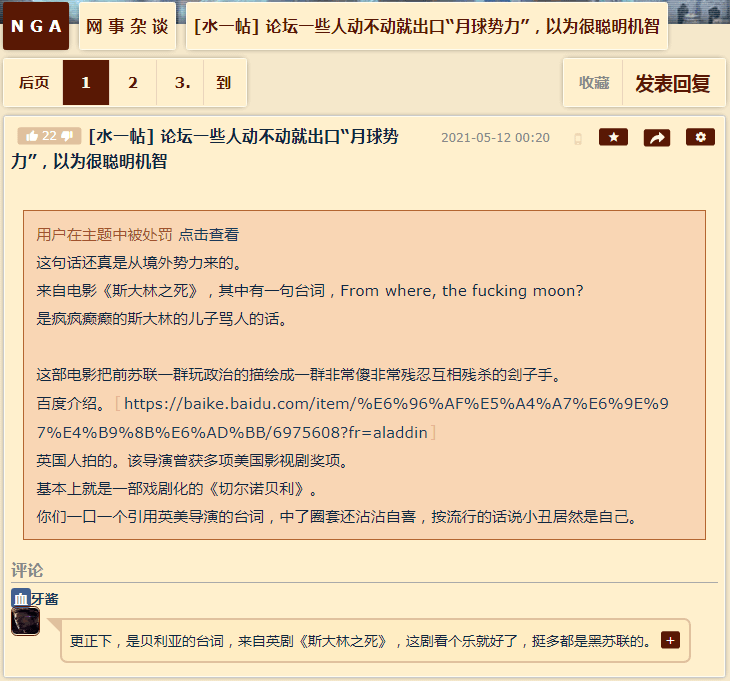 NGA
网事杂谈
[水一帖] 论坛一些人动不动就出口“月球势力”，以为很聪明机智
后页 1 2 3. 到
收藏 发表回复
22 [水一帖] 论坛一些人动不动就出口“月球势 2021-05-12 00:20
力”，以为很聪明机智
用户在主题中被处罚 点击查看
这句话还真是从境外势力来的。
来自电影《斯大林之死》，其中有一句台词，From where, the fucking moon?
是疯疯癫癫的斯大林的儿子骂人的话。
这部电影把前苏联一群玩政治的描绘成一群非常傻非常残忍互相残杀的刽子手。
百度介绍。[https://baike.baidu.com/item/%E6%96%AF%E5%A4%A7%E6%9E%9
7%E4%B9%8B%E6%AD%BB/6975608?fr=aladdin]
英国人拍的。该导演曾获多项美国影视剧奖项。
基本上就是一部戏剧化的《切尔诺贝利》。
你们一口一个引用英美导演的台词，中了圈套还沾沾自喜，按流行的话说小丑居然是自己。
评论
血牙酱
更正下，是贝利亚的台词，来自英剧《斯大林之死》，这剧看个乐就好了，挺多都是黑苏联的。